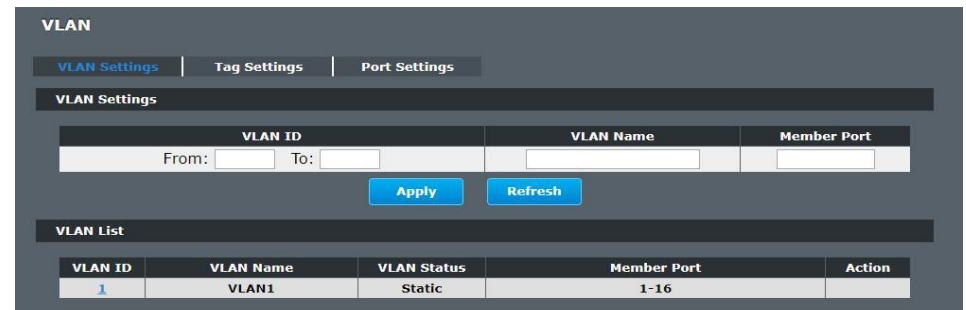 VLAN
VLAN Settings Tag Settings Port Settings
VLAN Settings
VLAN ID VLAN Name Member Port
From: To:
Apply Refresh
VLAN List
VLAN ID VLAN Name VLAN Status Member Port Action
1 VLAN1 Static 1-16